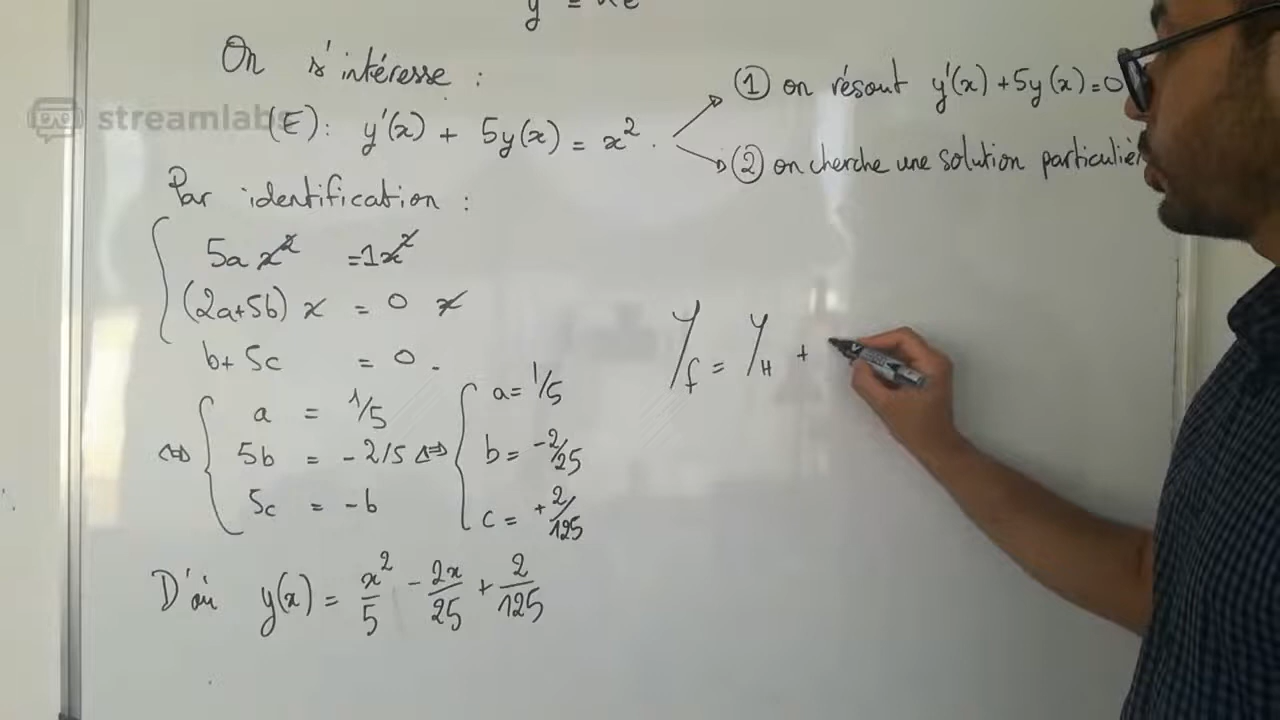 On s'intéresse :
(E) : y'(x) + 5y(x) = x² .
① on résout y'(x) + 5y(x) = 0
② on cherche une solution particulièr
streamlabs
Par identification :
5a x² = 1x²
(2a+5b) x = 0 x
b + 5c = 0 .
⇔ { a = 1/5
5b = -2/5 ⇔
5c = -b
{ a = 1/5
b = -2/25
c = +2/125
D'où y(x) = x²/5 - 2x/25 + 2/125
y_f = y_H +